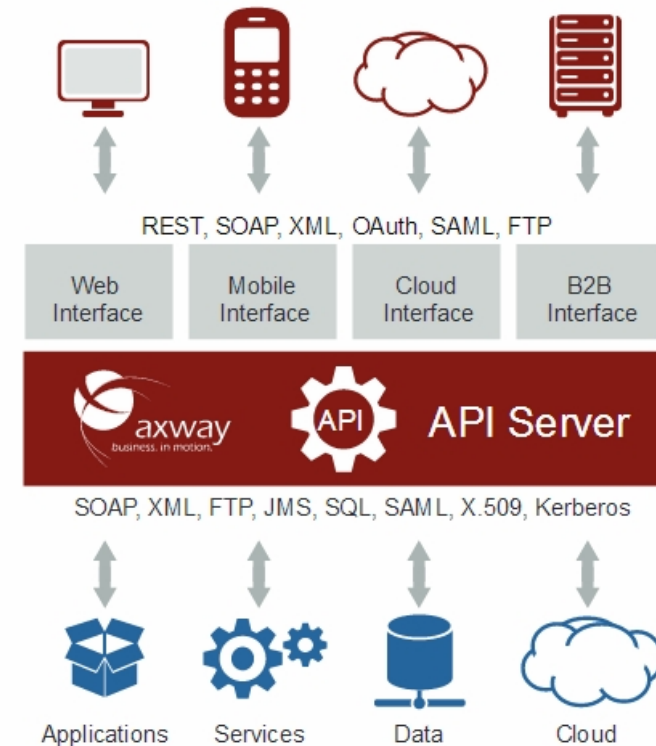 REST, SOAP, XML, OAuth, SAML, FTP
Web Interface
Mobile Interface
Cloud Interface
B2B Interface
axway
business. in motion.
API
API Server
SOAP, XML, FTP, JMS, SQL, SAML, X.509, Kerberos
Applications
Services
Data
Cloud